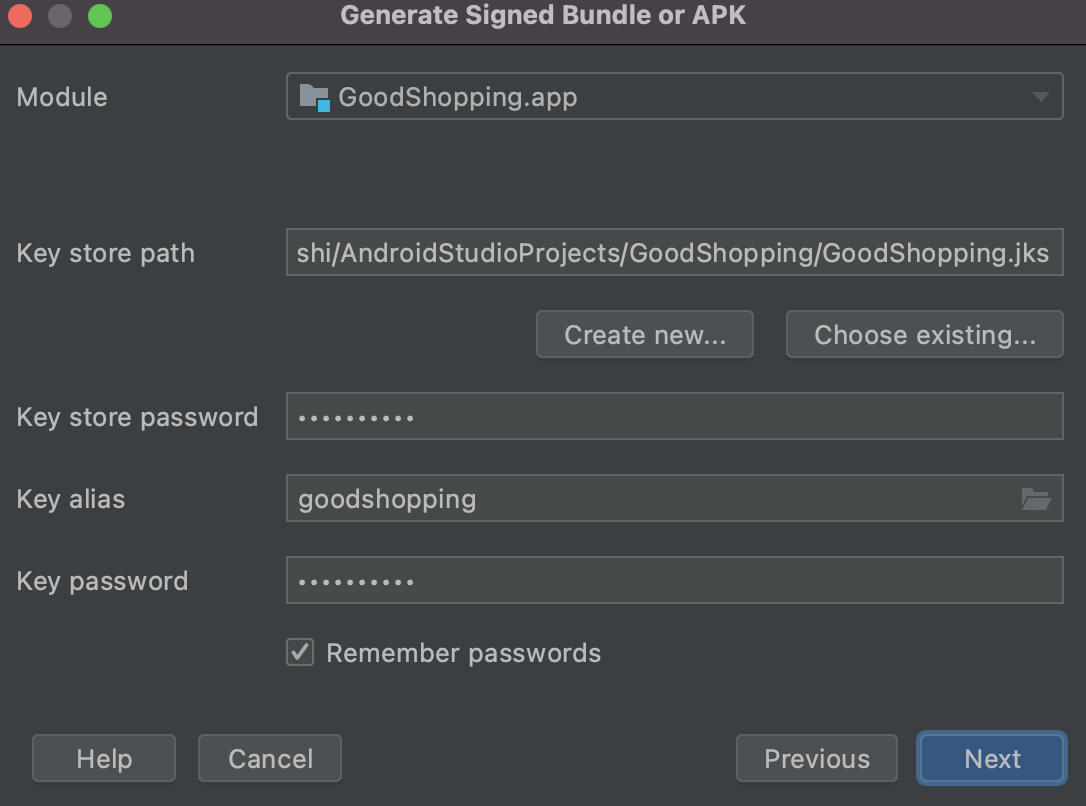 Generate Signed Bundle or APK
Module GoodShopping.app
Key store path shi/AndroidStudioProjects/GoodShopping/GoodShopping.jks
Create new... Choose existing...
Key store password ••••••••••
Key alias goodshopping
Key password ••••••••••
Remember passwords
Help Cancel Previous Next